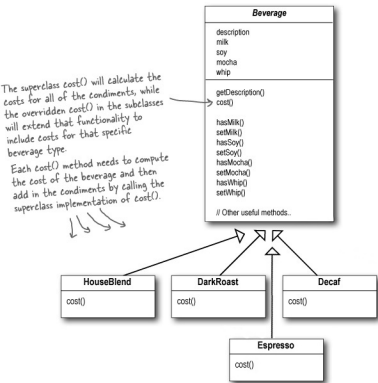 Beverage
description
milk
soy
mocha
whip
getDescription()
cost()
hasMilk()
setMilk()
hasSoy()
setSoy()
hasMocha()
setMocha()
hasWhip()
setWhip()
// Other useful methods..
The superclass cost() will calculate the
costs for all of the condiments, while
the overridden cost() in the subclasses
will extend that functionality to
include costs for that specific
beverage type.
Each cost() method needs to compute
the cost of the beverage and then
add in the condiments by calling the
superclass implementation of cost().
HouseBlend
cost()
DarkRoast
cost()
Decaf
cost()
Espresso
cost()